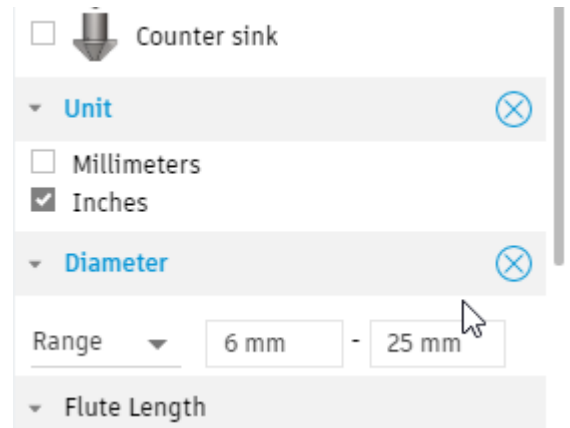 Counter sink
Unit
Millimeters
Inches
Diameter
Range 6 mm - 25 mm
Flute Length